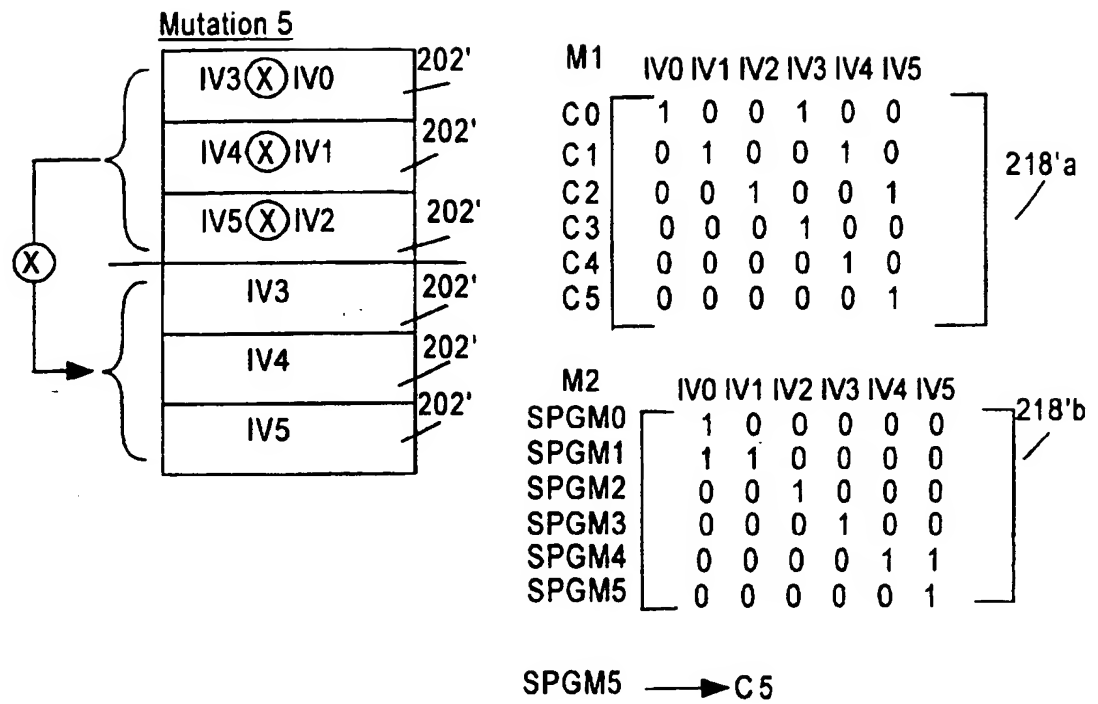 Mutation 5
IV3 Ⓧ IV0 202'
IV4 Ⓧ IV1 202'
IV5 Ⓧ IV2 202'
Ⓧ
IV3 202'
IV4 202'
IV5 202'
M1 IV0 IV1 IV2 IV3 IV4 IV5
C0 1 0 0 1 0 0
C1 0 1 0 0 1 0
C2 0 0 1 0 0 1
C3 0 0 0 1 0 0
C4 0 0 0 0 1 0
C5 0 0 0 0 0 1
218'a
M2 IV0 IV1 IV2 IV3 IV4 IV5
SPGM0 1 0 0 0 0 0
SPGM1 1 1 0 0 0 0
SPGM2 0 0 1 0 0 0
SPGM3 0 0 0 1 0 0
SPGM4 0 0 0 0 1 1
SPGM5 0 0 0 0 0 1
218'b
SPGM5 → C5